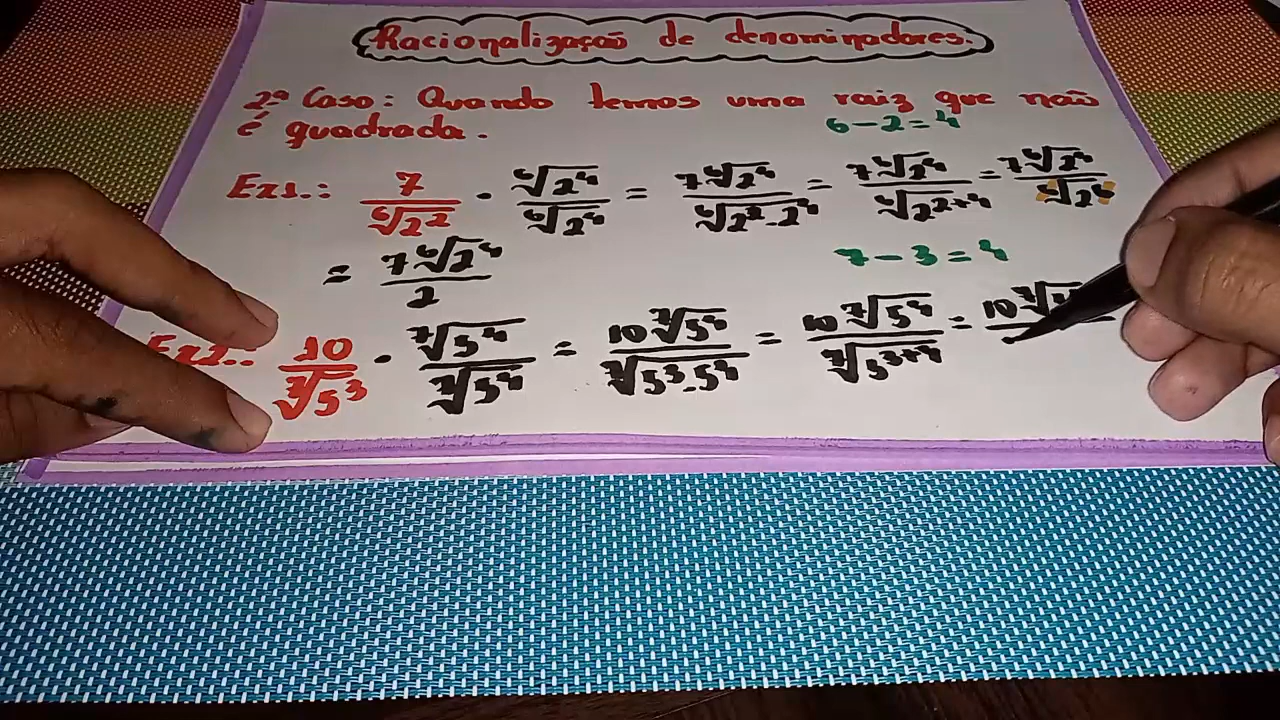 Racionalização de denominadores.
2º Caso: Quando temos uma raiz que não
é quadrada.
6-2=4
Ex1.: 7/⁶√2² · ⁶√2⁴/⁶√2⁴ = 7⁶√2⁴/⁶√2²·2⁴ = 7⁶√2⁴/⁶√2²⁺⁴ = 7⁶√2⁴/⁶√2⁶
= 7⁶√2⁴/2
7-3=4
Ex2.: 10/⁷√5³ · ⁷√5⁴/⁷√5⁴ = 10⁷√5⁴/⁷√5³·5⁴ = 10⁷√5⁴/⁷√5³⁺⁴ = 10⁷√